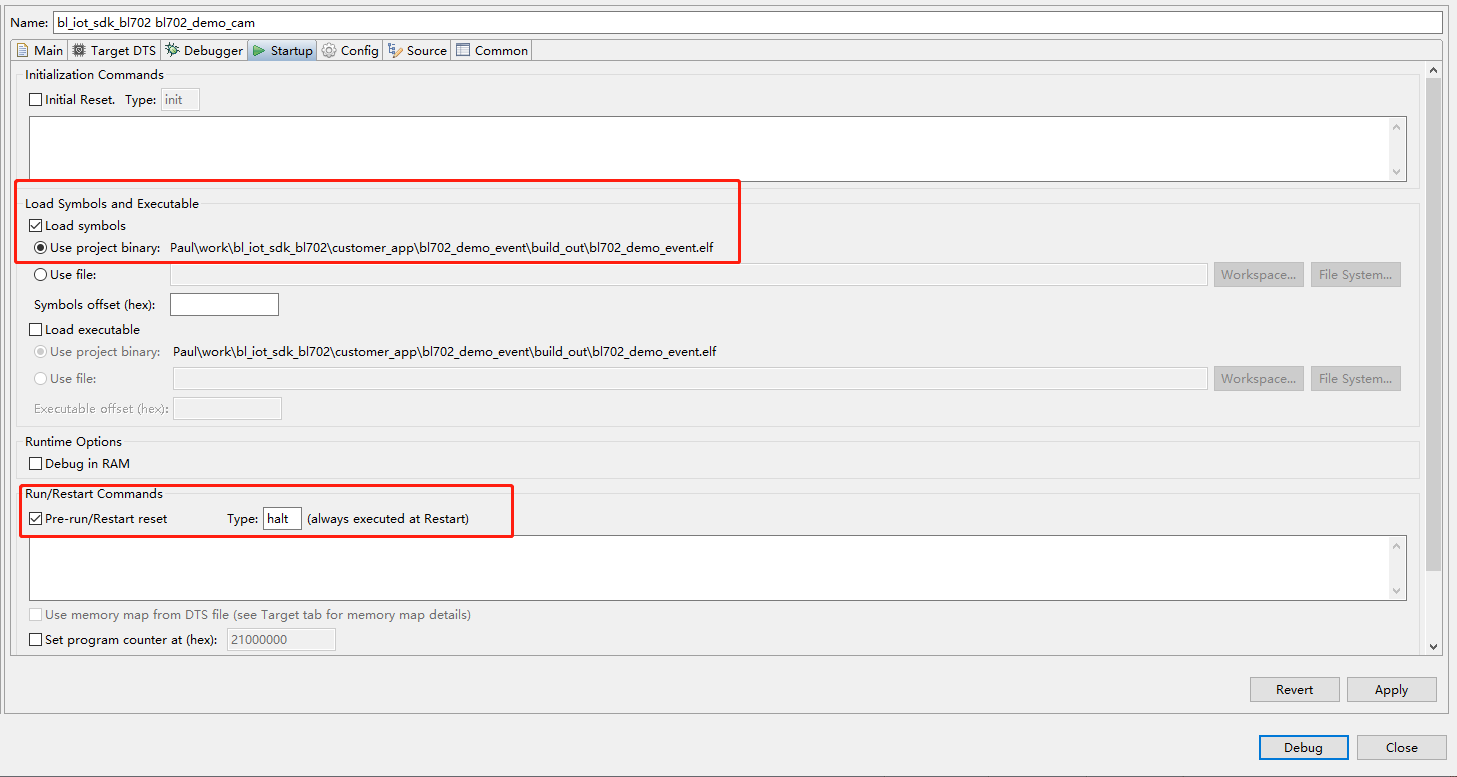 Name: bl_iot_sdk_bl702 bl702_demo_cam
Main Target DTS Debugger Startup Config Source Common
Initialization Commands
Initial Reset. Type: init
Load Symbols and Executable
Load symbols
Use project binary: Paul\work\bl_iot_sdk_bl702\customer_app\bl702_demo_event\build_out\bl702_demo_event.elf
Use file: Workspace... File System...
Symbols offset (hex):
Load executable
Use project binary: Paul\work\bl_iot_sdk_bl702\customer_app\bl702_demo_event\build_out\bl702_demo_event.elf
Use file: Workspace... File System...
Executable offset (hex):
Runtime Options
Debug in RAM
Run/Restart Commands
Pre-run/Restart reset Type: halt (always executed at Restart)
Use memory map from DTS file (see Target tab for memory map details)
Set program counter at (hex): 21000000
Revert Apply
Debug Close